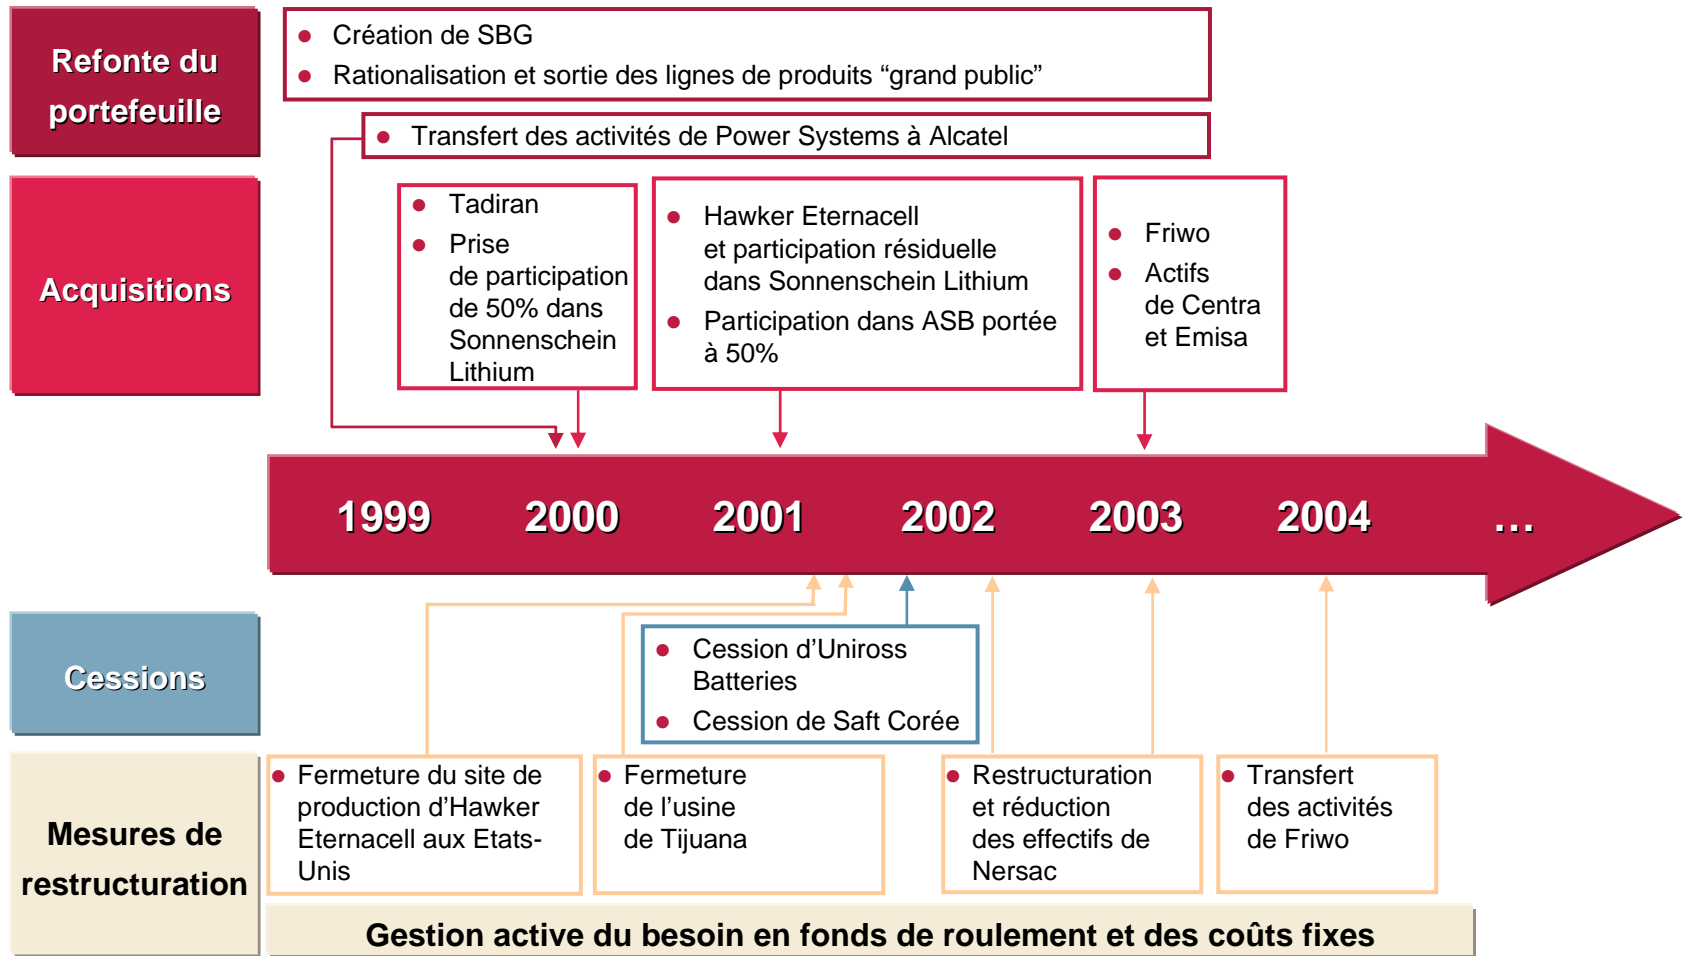 Refonte du
portefeuille
● Création de SBG
● Rationalisation et sortie des lignes de produits “grand public”
● Transfert des activités de Power Systems à Alcatel
Acquisitions
● Tadiran
● Prise
de participation
de 50% dans
Sonnenschein
Lithium
● Hawker Eternacell
et participation résiduelle
dans Sonnenschein Lithium
● Participation dans ASB portée
à 50%
● Friwo
● Actifs
de Centra
et Emisa
1999 2000 2001 2002 2003 2004 …
Cessions
● Cession d’Uniross
Batteries
● Cession de Saft Corée
Mesures de
restructuration
● Fermeture du site de
production d’Hawker
Eternacell aux Etats-
Unis
● Fermeture
de l’usine
de Tijuana
● Restructuration
et réduction
des effectifs de
Nersac
● Transfert
des activités
de Friwo
Gestion active du besoin en fonds de roulement et des coûts fixes